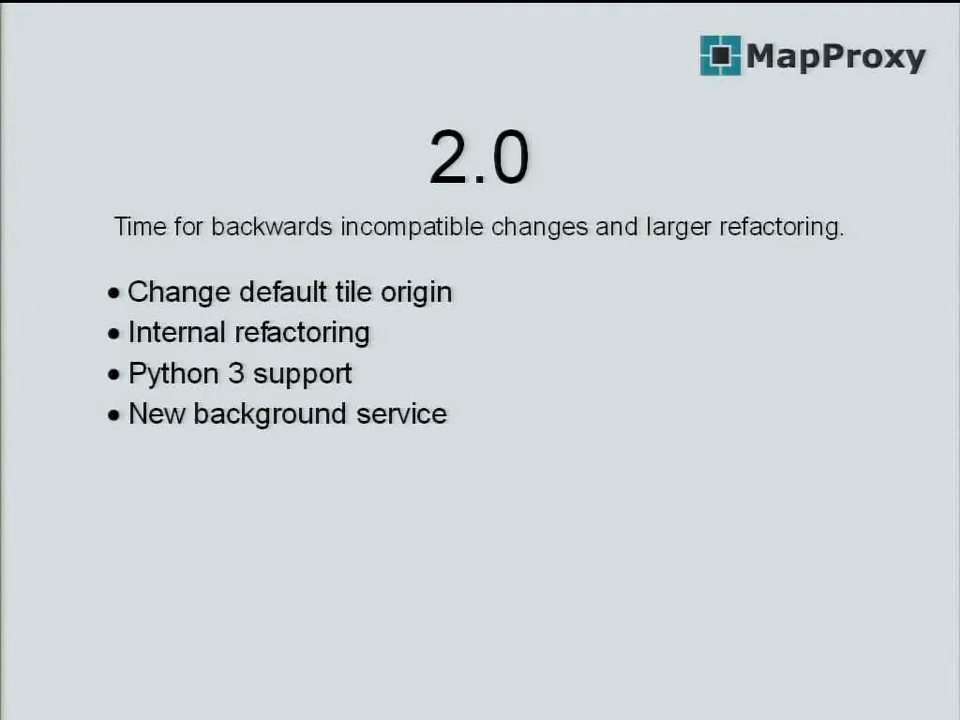 MapProxy
2.0
Time for backwards incompatible changes and larger refactoring.
• Change default tile origin
• Internal refactoring
• Python 3 support
• New background service